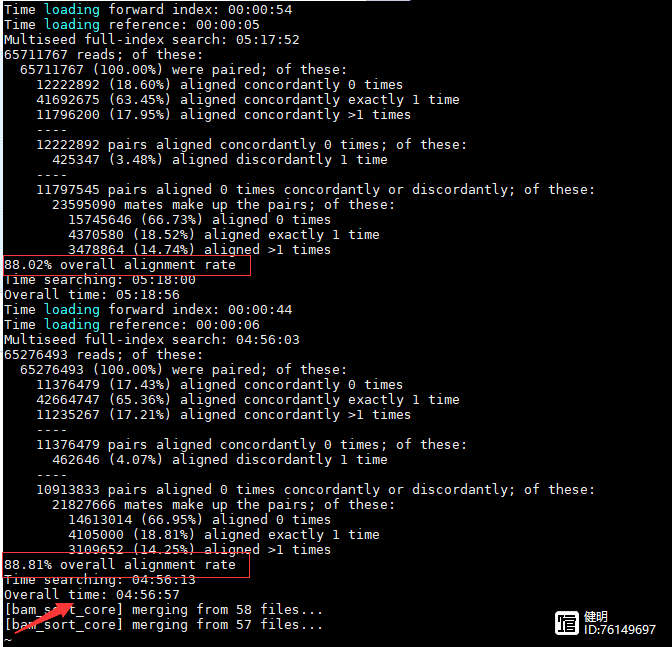 Time loading forward index: 00:00:54
Time loading reference: 00:00:05
Multiseed full-index search: 05:17:52
65711767 reads; of these:
  65711767 (100.00%) were paired; of these:
    12222892 (18.60%) aligned concordantly 0 times
    41692675 (63.45%) aligned concordantly exactly 1 time
    11796200 (17.95%) aligned concordantly >1 times
    ----
    12222892 pairs aligned concordantly 0 times; of these:
      425347 (3.48%) aligned discordantly 1 time
    ----
    11797545 pairs aligned 0 times concordantly or discordantly; of these:
      23595090 mates make up the pairs; of these:
        15745646 (66.73%) aligned 0 times
        4370580 (18.52%) aligned exactly 1 time
        3478864 (14.74%) aligned >1 times
88.02% overall alignment rate
Time searching: 05:18:00
Overall time: 05:18:56
Time loading forward index: 00:00:44
Time loading reference: 00:00:06
Multiseed full-index search: 04:56:03
65276493 reads; of these:
  65276493 (100.00%) were paired; of these:
    11376479 (17.43%) aligned concordantly 0 times
    42664747 (65.36%) aligned concordantly exactly 1 time
    11235267 (17.21%) aligned concordantly >1 times
    ----
    11376479 pairs aligned concordantly 0 times; of these:
      462646 (4.07%) aligned discordantly 1 time
    ----
    10913833 pairs aligned 0 times concordantly or discordantly; of these:
      21827666 mates make up the pairs; of these:
        14613014 (66.95%) aligned 0 times
        4105000 (18.81%) aligned exactly 1 time
        3109652 (14.25%) aligned >1 times
88.81% overall alignment rate
Time searching: 04:56:13
Overall time: 04:56:57
[bam_sort_core] merging from 58 files...
[bam_sort_core] merging from 57 files...
~
健明
ID:76149697